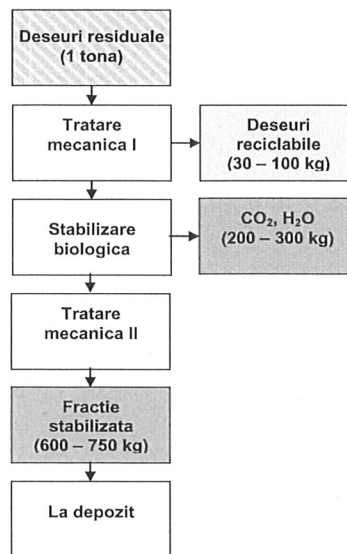 Deseuri residuale
(1 tona)
Tratare
mecanica I
Deseuri
reciclabile
(30 – 100 kg)
Stabilizare
biologica
CO₂, H₂O
(200 – 300 kg)
Tratare
mecanica II
Fractie
stabilizata
(600 – 750 kg)
La depozit